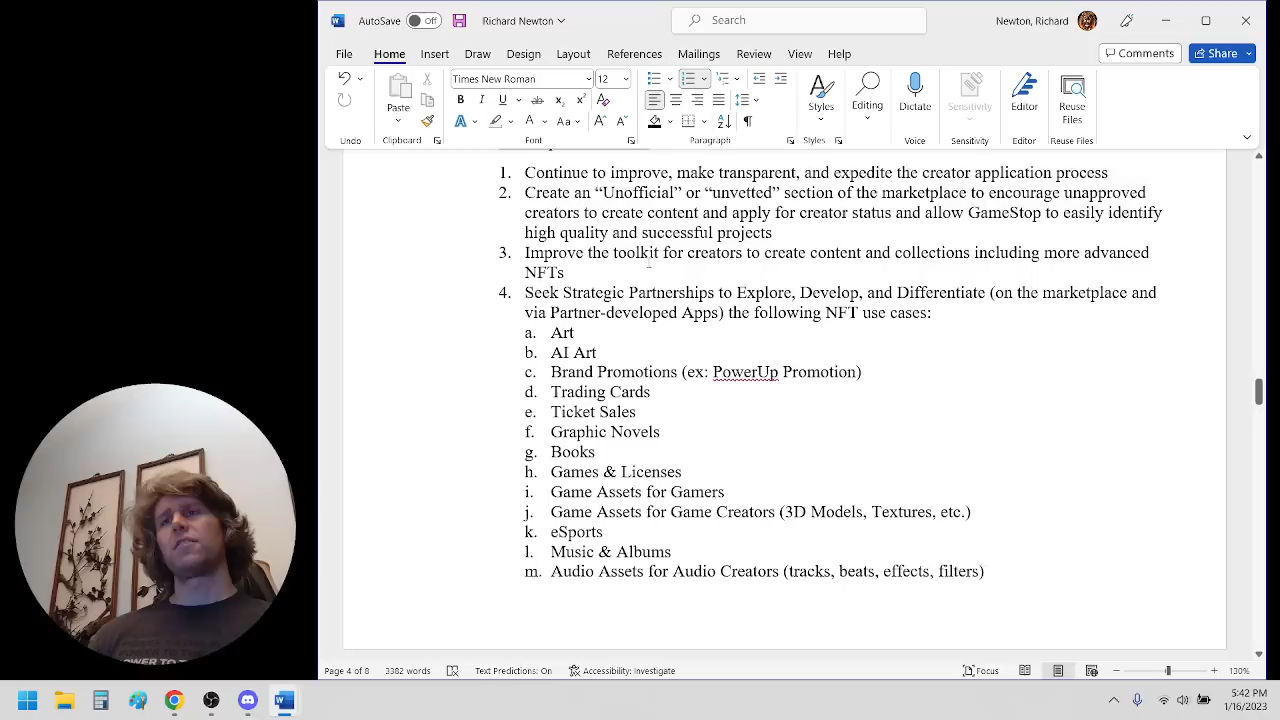 AutoSave Off Richard Newton Search Newton, Richard
File Home Insert Draw Design Layout References Mailings Review View Help Comments Share
Times New Roman 12
Paste Styles Editing Dictate Sensitivity Editor Reuse Files
Undo Clipboard Font Paragraph Styles Voice Sensitivity Editor Reuse Files
1. Continue to improve, make transparent, and expedite the creator application process
2. Create an “Unofficial” or “unvetted” section of the marketplace to encourage unapproved
creators to create content and apply for creator status and allow GameStop to easily identify
high quality and successful projects
3. Improve the toolkit for creators to create content and collections including more advanced
NFTs
4. Seek Strategic Partnerships to Explore, Develop, and Differentiate (on the marketplace and
via Partner-developed Apps) the following NFT use cases:
a. Art
b. AI Art
c. Brand Promotions (ex: PowerUp Promotion)
d. Trading Cards
e. Ticket Sales
f. Graphic Novels
g. Books
h. Games & Licenses
i. Game Assets for Gamers
j. Game Assets for Game Creators (3D Models, Textures, etc.)
k. eSports
l. Music & Albums
m. Audio Assets for Audio Creators (tracks, beats, effects, filters)
POWER TO T
Page 4 of 8 3382 words Text Predictions: On Accessibility: Investigate Focus 130%
5:42 PM
1/16/2023